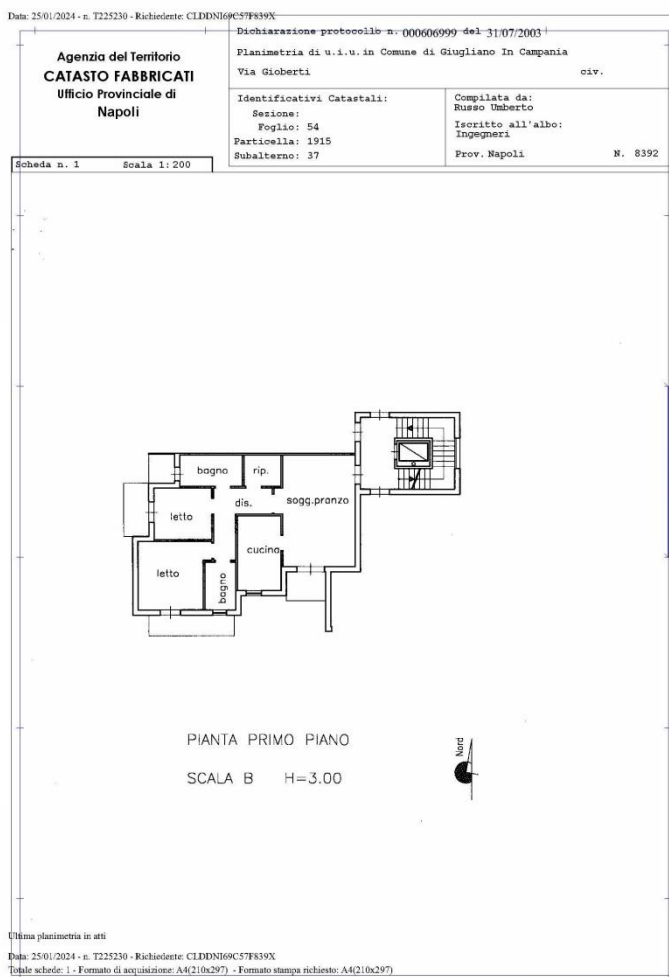 Data: 25/01/2024 - n. T225230 - Richiedente: CLDDNI69C57F839X
Agenzia del Territorio
CATASTO FABBRICATI
Ufficio Provinciale di
Napoli
Dichiarazione protocollo n. 000606999 del 31/07/2003
Planimetria di u.i.u. in Comune di Giugliano In Campania
Via Gioberti civ.
Identificativi Catastali:
Sezione:
Foglio: 54
Particella: 1915
Subalterno: 37
Compilata da:
Russo Umberto
Iscritto all'albo:
Ingegneri
Prov. Napoli N. 8392
Scheda n. 1 Scala 1:200
bagno
rip.
letto
dis.
sogg.pranzo
cucina
letto
bagno
PIANTA PRIMO PIANO
SCALA B H=3.00
Nord
Ultima planimetria in atti
Data: 25/01/2024 - n. T225230 - Richiedente: CLDDNI69C57F839X
Totale schede: 1 - Formato di acquisizione: A4(210x297) - Formato stampa richiesto: A4(210x297)